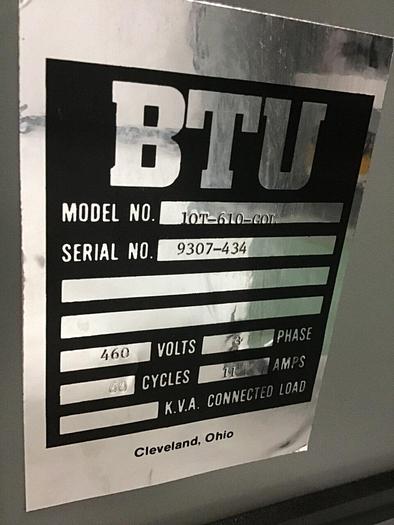 BTU
MODEL NO. 10T-610-COL
SERIAL NO. 9307-434
460 VOLTS 3 PHASE
60 CYCLES 11 AMPS
K.V.A. CONNECTED LOAD
Cleveland, Ohio